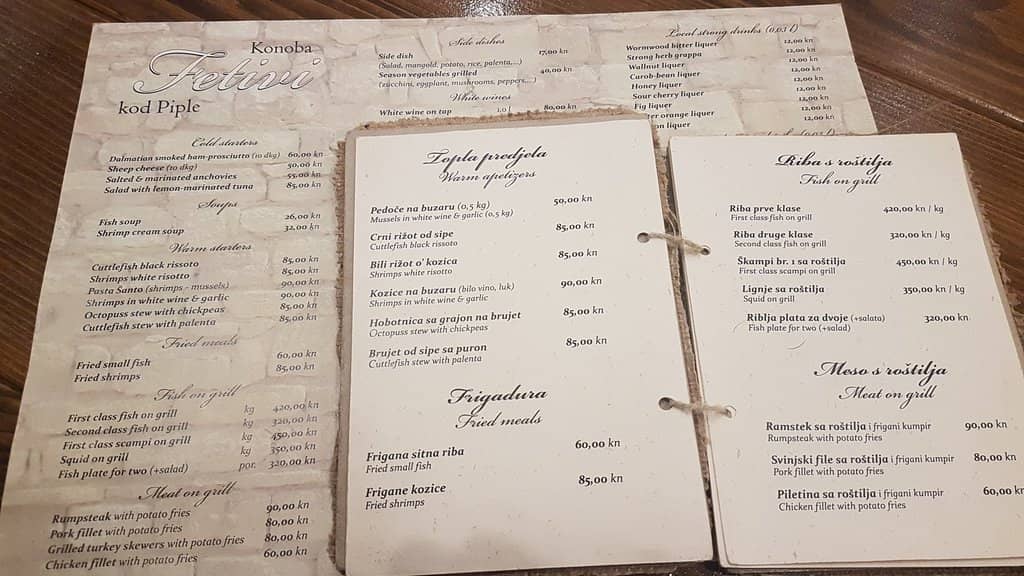 Konoba
Fetivi
kod Piple
Cold starters
Dalmatian smoked ham-prosciutto (10 dkg) 60,00 kn
Sheep cheese (10 dkg) 50,00 kn
Salted & marinated anchovies 55,00 kn
Salad with lemon-marinated tuna 85,00 kn
Soups
Fish soup 26,00 kn
Shrimp cream soup 32,00 kn
Warm starters
Cuttlefish black rissoto 85,00 kn
Shrimps white risotto 85,00 kn
Pasta Santo (shrimps - mussels) 90,00 kn
Shrimps in white wine & garlic 90,00 kn
Octopuss stew with chickpeas 85,00 kn
Cuttlefish stew with palenta 85,00 kn
Fried meals
Fried small fish 60,00 kn
Fried shrimps 85,00 kn
Fish on grill
First class fish on grill kg 420,00 kn
Second class fish on grill kg 320,00 kn
First class scampi on grill kg 450,00 kn
Squid on grill kg 350,00 kn
Fish plate for two (+salad) por. 320,00 kn
Meat on grill
Rumpsteak with potato fries 90,00 kn
Pork fillet with potato fries 80,00 kn
Grilled turkey skewers with potato fries 80,00 kn
Chicken fillet with potato fries 60,00 kn
Side dishes
Side dish 17,00 kn
(Salad, mangold, potato, rice, palenta,...)
Season vegetables grilled 40,00 kn
(zucchini, eggplant, mushrooms, peppers,...)
White wines
White wine on tap 1,0 l 80,00 kn
Local strong drinks (0,03 l)
Wormwood bitter liquer 12,00 kn
Strong herb grappa 12,00 kn
Walnut liquer 12,00 kn
Carob-bean liquer 12,00 kn
Honey liquer 12,00 kn
Sour cherry liquer 12,00 kn
Fig liquer 12,00 kn
orange liquer 12,00 kn
liquer 12,00 kn
Topla predjela
Warm apetizers
Pedoče na buzaru (0,5 kg) 50,00 kn
Mussels in white wine & garlic (0,5 kg)
Crni rižot od sipe 85,00 kn
Cuttlefish black rissoto
Bili rižot o' kozica 85,00 kn
Shrimps white risotto
Kozice na buzaru (bilo vino, luk) 90,00 kn
Shrimps in white wine & garlic
Hobotnica sa grajon na brujet 85,00 kn
Octopuss stew with chickpeas
Brujet od sipe sa puron 85,00 kn
Cuttlefish stew with palenta
Frigadura
Fried meals
Frigana sitna riba 60,00 kn
Fried small fish
Frigane kozice 85,00 kn
Fried shrimps
Riba s roštilja
Fish on grill
Riba prve klase 420,00 kn / kg
First class fish on grill
Riba druge klase 320,00 kn / kg
Second class fish on grill
Škampi br. 1 sa roštilja 450,00 kn / kg
First class scampi on grill
Lignje sa roštilja 350,00 kn / kg
Squid on grill
Riblja plata za dvoje (+salata) 320,00 kn
Fish plate for two (+salad)
Meso s roštilja
Meat on grill
Ramstek sa roštilja i frigani kumpir 90,00 kn
Rumpsteak with potato fries
Svinjski file sa roštilja i frigani kumpir 80,00 kn
Pork fillet with potato fries
Piletina sa roštilja i frigani kumpir 60,00 kn
Chicken fillet with potato fries